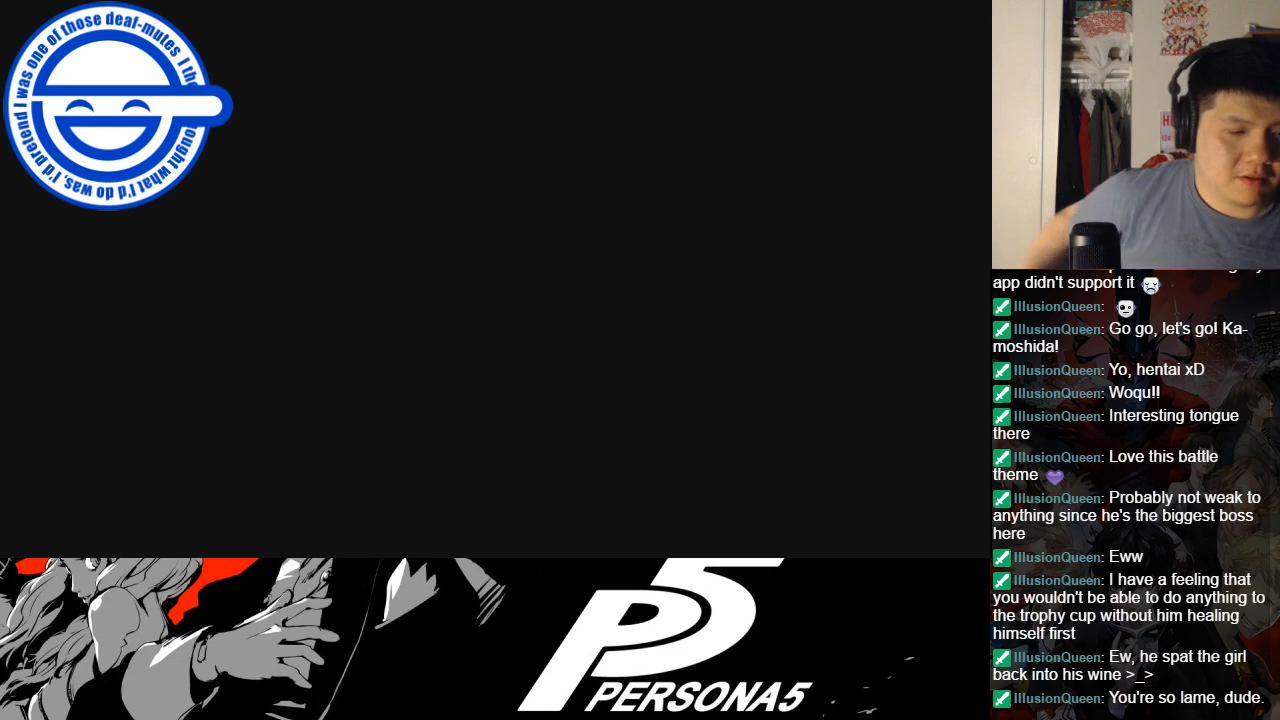 I thought what I'd do was, I'd pretend I was one of those deaf-mutes
app didn't support it
IllusionQueen:
IllusionQueen: Go go, let's go! Ka-
moshida!
IllusionQueen: Yo, hentai xD
IllusionQueen: Woqu!!
IllusionQueen: Interesting tongue
there
IllusionQueen: Love this battle
theme
IllusionQueen: Probably not weak to
anything since he's the biggest boss
here
IllusionQueen: Eww
IllusionQueen: I have a feeling that
you wouldn't be able to do anything to
the trophy cup without him healing
himself first
IllusionQueen: Ew, he spat the girl
back into his wine >_>
IllusionQueen: You're so lame, dude.
P5
PERSONA5